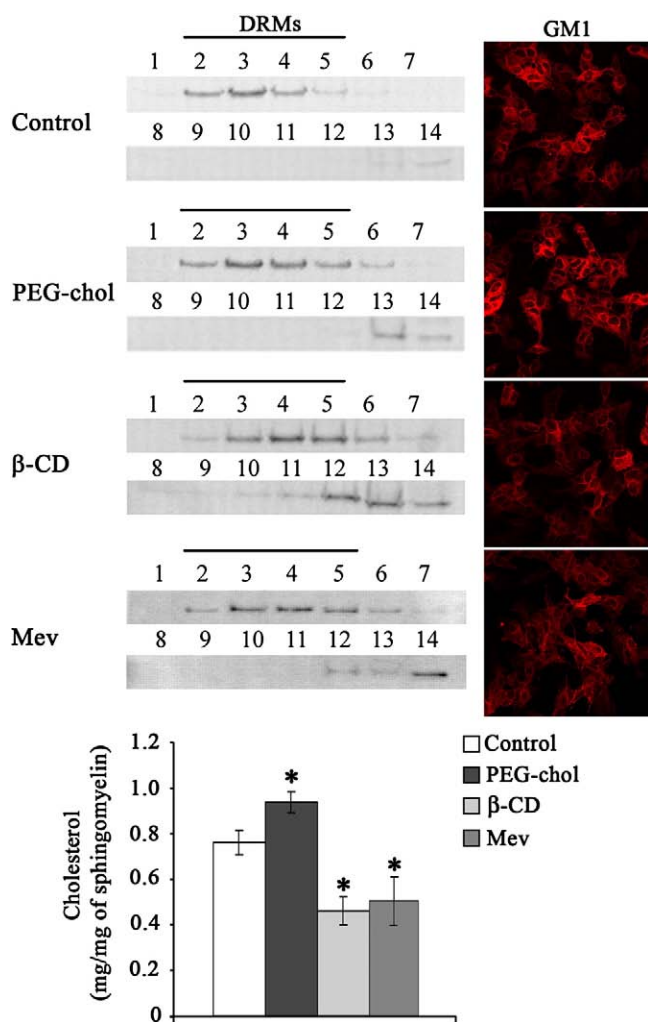 DRMs
GM1
1 2 3 4 5 6 7
Control
8 9 10 11 12 13 14
1 2 3 4 5 6 7
PEG-chol
8 9 10 11 12 13 14
1 2 3 4 5 6 7
β-CD
8 9 10 11 12 13 14
1 2 3 4 5 6 7
Mev
8 9 10 11 12 13 14
Cholesterol
(mg/mg of sphingomyelin)
1.2
1.0
0.8
0.6
0.4
0.2
0
*
*
*
Control
PEG-chol
β-CD
Mev